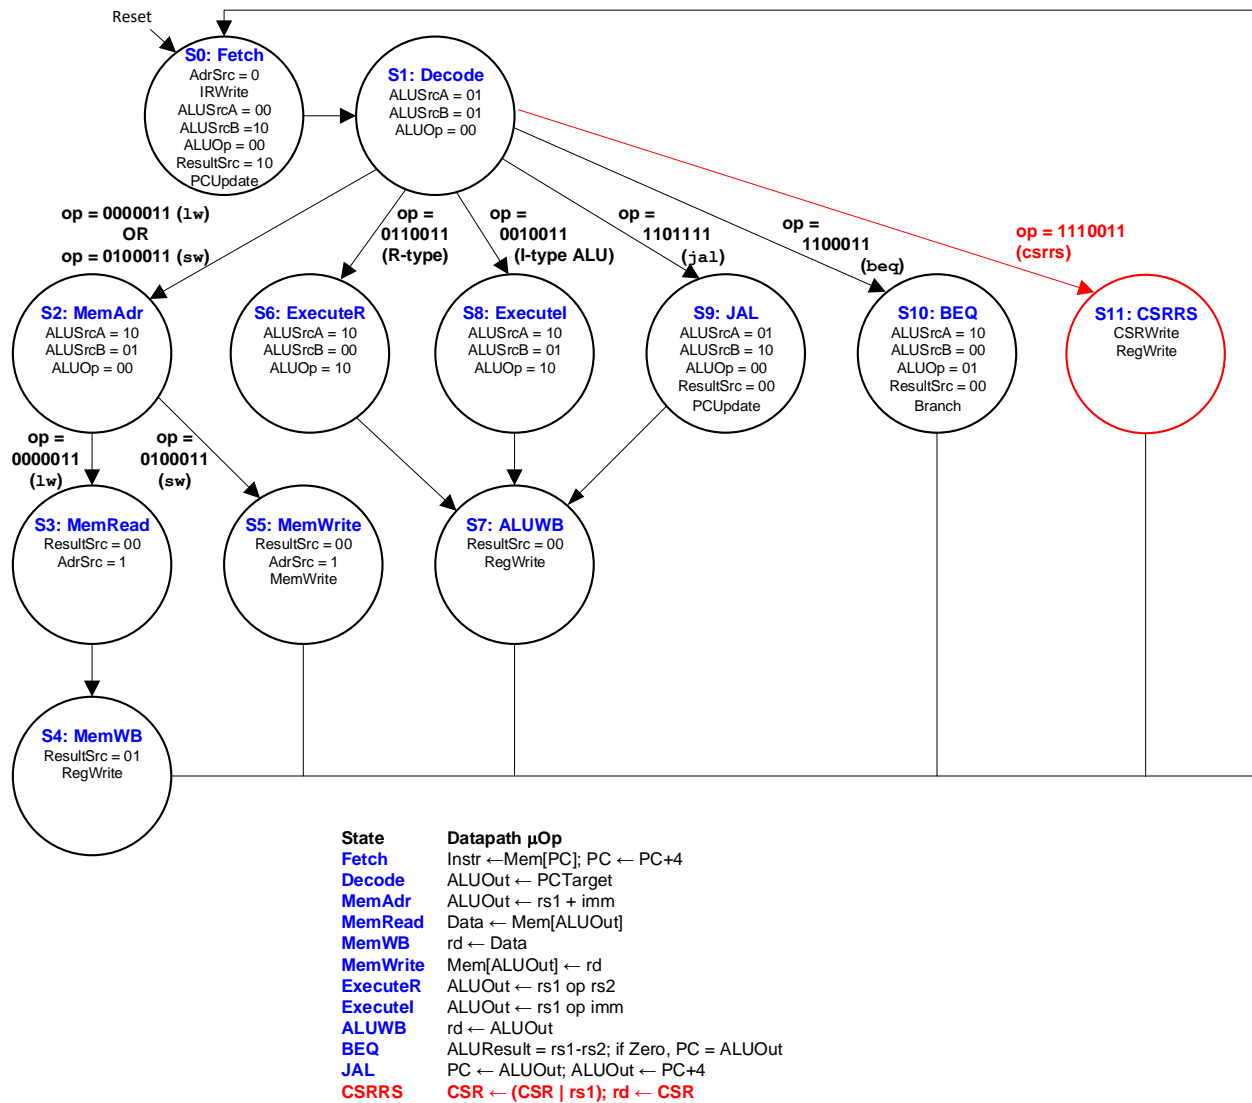 Reset
S0: Fetch
AdrSrc = 0
IRWrite
ALUSrcA = 00
ALUSrcB =10
ALUOp = 00
ResultSrc = 10
PCUpdate
S1: Decode
ALUSrcA = 01
ALUSrcB = 01
ALUOp = 00
op = 0000011 (lw)
OR
op = 0100011 (sw)
op =
0110011
(R-type)
op =
0010011
(I-type ALU)
op =
1101111
(jal)
op =
1100011
(beq)
op = 1110011
(csrrs)
S2: MemAdr
ALUSrcA = 10
ALUSrcB = 01
ALUOp = 00
S6: ExecuteR
ALUSrcA = 10
ALUSrcB = 00
ALUOp = 10
S8: ExecuteI
ALUSrcA = 10
ALUSrcB = 01
ALUOp = 10
S9: JAL
ALUSrcA = 01
ALUSrcB = 10
ALUOp = 00
ResultSrc = 00
PCUpdate
S10: BEQ
ALUSrcA = 10
ALUSrcB = 00
ALUOp = 01
ResultSrc = 00
Branch
S11: CSRRS
CSRWrite
RegWrite
op =
0000011
(lw)
op =
0100011
(sw)
S3: MemRead
ResultSrc = 00
AdrSrc = 1
S5: MemWrite
ResultSrc = 00
AdrSrc = 1
MemWrite
S7: ALUWB
ResultSrc = 00
RegWrite
S4: MemWB
ResultSrc = 01
RegWrite
State Datapath µOp
Fetch Instr ←Mem[PC]; PC ← PC+4
Decode ALUOut ← PCTarget
MemAdr ALUOut ← rs1 + imm
MemRead Data ← Mem[ALUOut]
MemWB rd ← Data
MemWrite Mem[ALUOut] ← rd
ExecuteR ALUOut ← rs1 op rs2
ExecuteI ALUOut ← rs1 op imm
ALUWB rd ← ALUOut
BEQ ALUResult = rs1-rs2; if Zero, PC = ALUOut
JAL PC ← ALUOut; ALUOut ← PC+4
CSRRS CSR ← (CSR | rs1); rd ← CSR